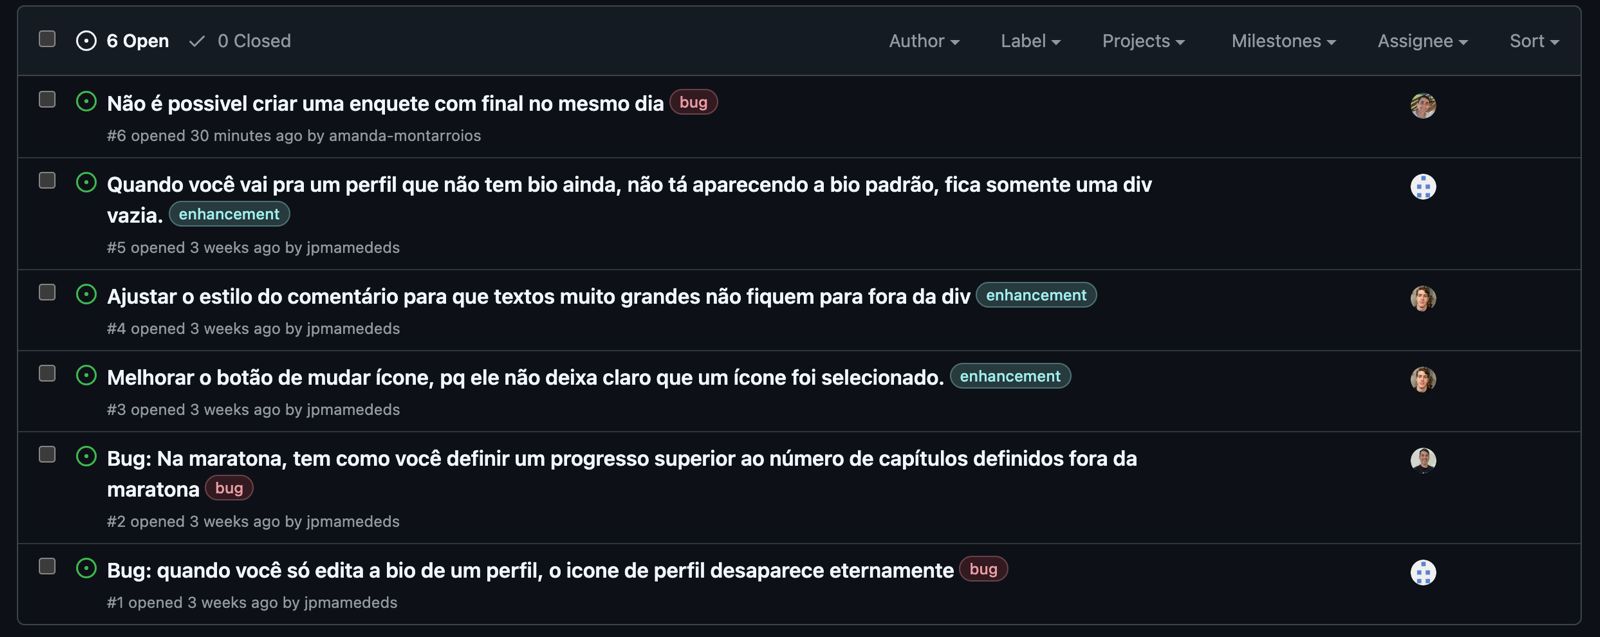 6 Open 0 Closed Author Label Projects Milestones Assignee Sort
Não é possivel criar uma enquete com final no mesmo dia bug
#6 opened 30 minutes ago by amanda-montarroios
Quando você vai pra um perfil que não tem bio ainda, não tá aparecendo a bio padrão, fica somente uma div
vazia. enhancement
#5 opened 3 weeks ago by jpmameded​s
Ajustar o estilo do comentário para que textos muito grandes não fiquem para fora da div enhancement
#4 opened 3 weeks ago by jpmameded​s
Melhorar o botão de mudar ícone, pq ele não deixa claro que um ícone foi selecionado. enhancement
#3 opened 3 weeks ago by jpmameded​s
Bug: Na maratona, tem como você definir um progresso superior ao número de capítulos definidos fora da
maratona bug
#2 opened 3 weeks ago by jpmameded​s
Bug: quando você só edita a bio de um perfil, o icone de perfil desaparece eternamente bug
#1 opened 3 weeks ago by jpmameded​s